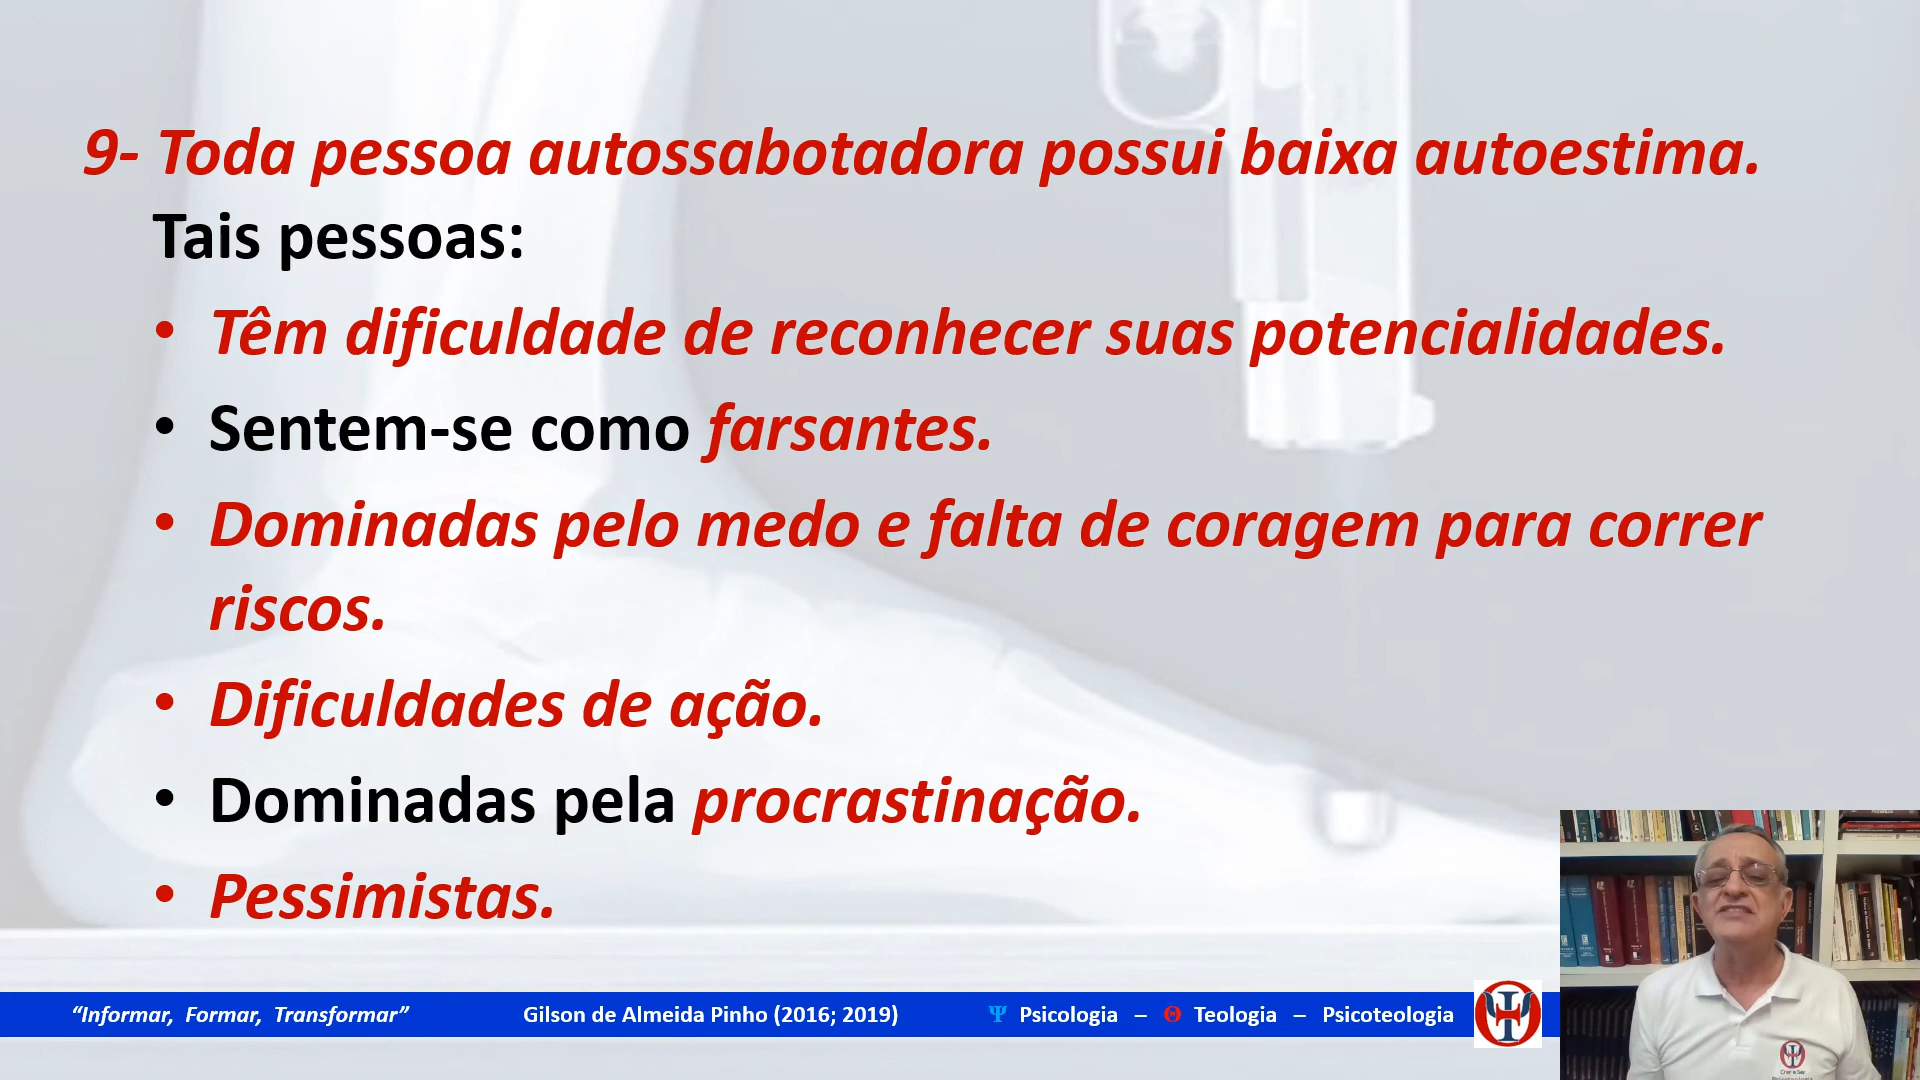 9- Toda pessoa autossabotadora possui baixa autoestima.
Tais pessoas:
• Têm dificuldade de reconhecer suas potencialidades.
• Sentem-se como farsantes.
• Dominadas pelo medo e falta de coragem para correr
riscos.
• Dificuldades de ação.
• Dominadas pela procrastinação.
• Pessimistas.
“Informar, Formar, Transformar” Gilson de Almeida Pinho (2016; 2019) Ψ Psicologia – Θ Teologia – Psicoteologia